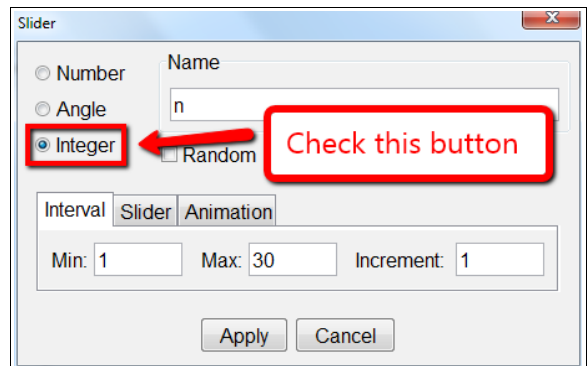 Slider
x
Number
Name
Angle
n
Integer
Random
Check this button
Interval Slider Animation
Min: 1 Max: 30 Increment: 1
Apply Cancel